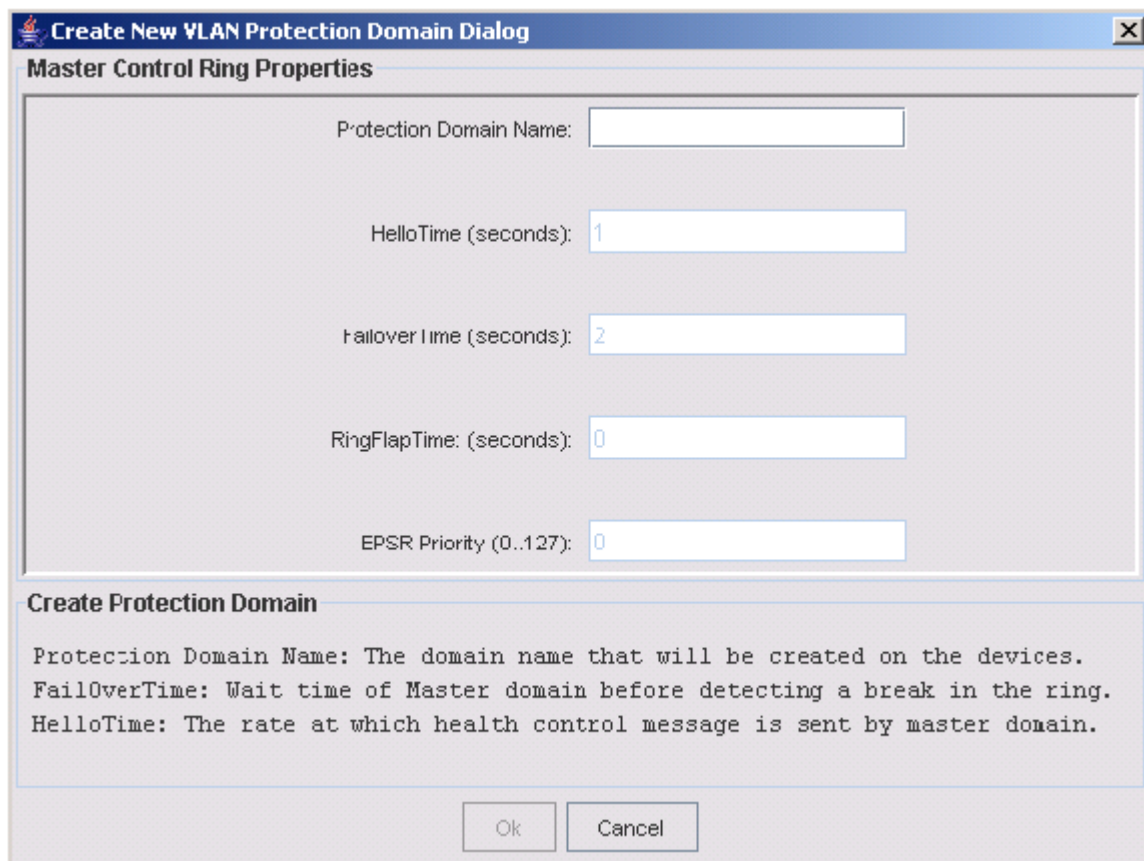 Create New VLAN Protection Domain Dialog
Master Control Ring Properties
Protection Domain Name:
HelloTime (seconds): 1
FailoverTime (seconds): 2
RingFlapTime: (seconds): 0
EPSR Priority (0..127): 0
Create Protection Domain
Protection Domain Name: The domain name that will be created on the devices.
FailOverTime: Wait time of Master domain before detecting a break in the ring.
HelloTime: The rate at which health control message is sent by master domain.
Ok Cancel